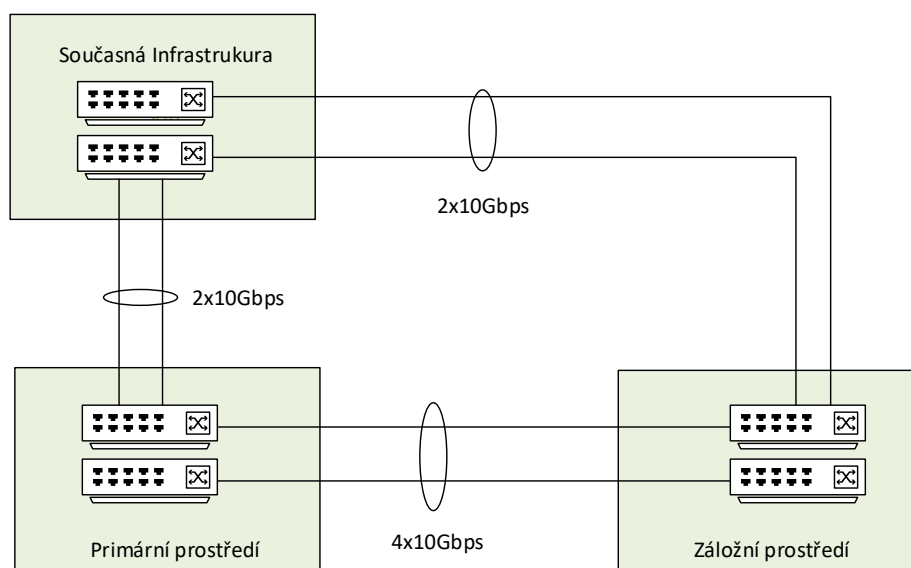 Současná Infrastrukura
2x10Gbps
2x10Gbps
Primární prostředí
4x10Gbps
Záložní prostředí